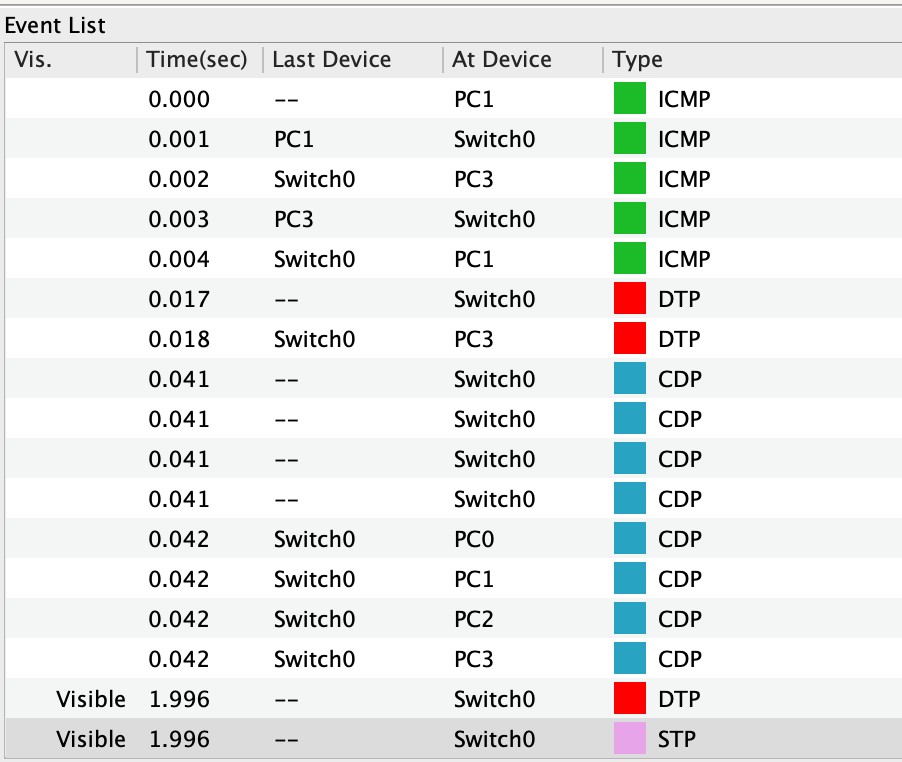 Event List
Vis. Time(sec) Last Device At Device Type
0.000 -- PC1 ICMP
0.001 PC1 Switch0 ICMP
0.002 Switch0 PC3 ICMP
0.003 PC3 Switch0 ICMP
0.004 Switch0 PC1 ICMP
0.017 -- Switch0 DTP
0.018 Switch0 PC3 DTP
0.041 -- Switch0 CDP
0.041 -- Switch0 CDP
0.041 -- Switch0 CDP
0.041 -- Switch0 CDP
0.042 Switch0 PC0 CDP
0.042 Switch0 PC1 CDP
0.042 Switch0 PC2 CDP
0.042 Switch0 PC3 CDP
Visible 1.996 -- Switch0 DTP
Visible 1.996 -- Switch0 STP